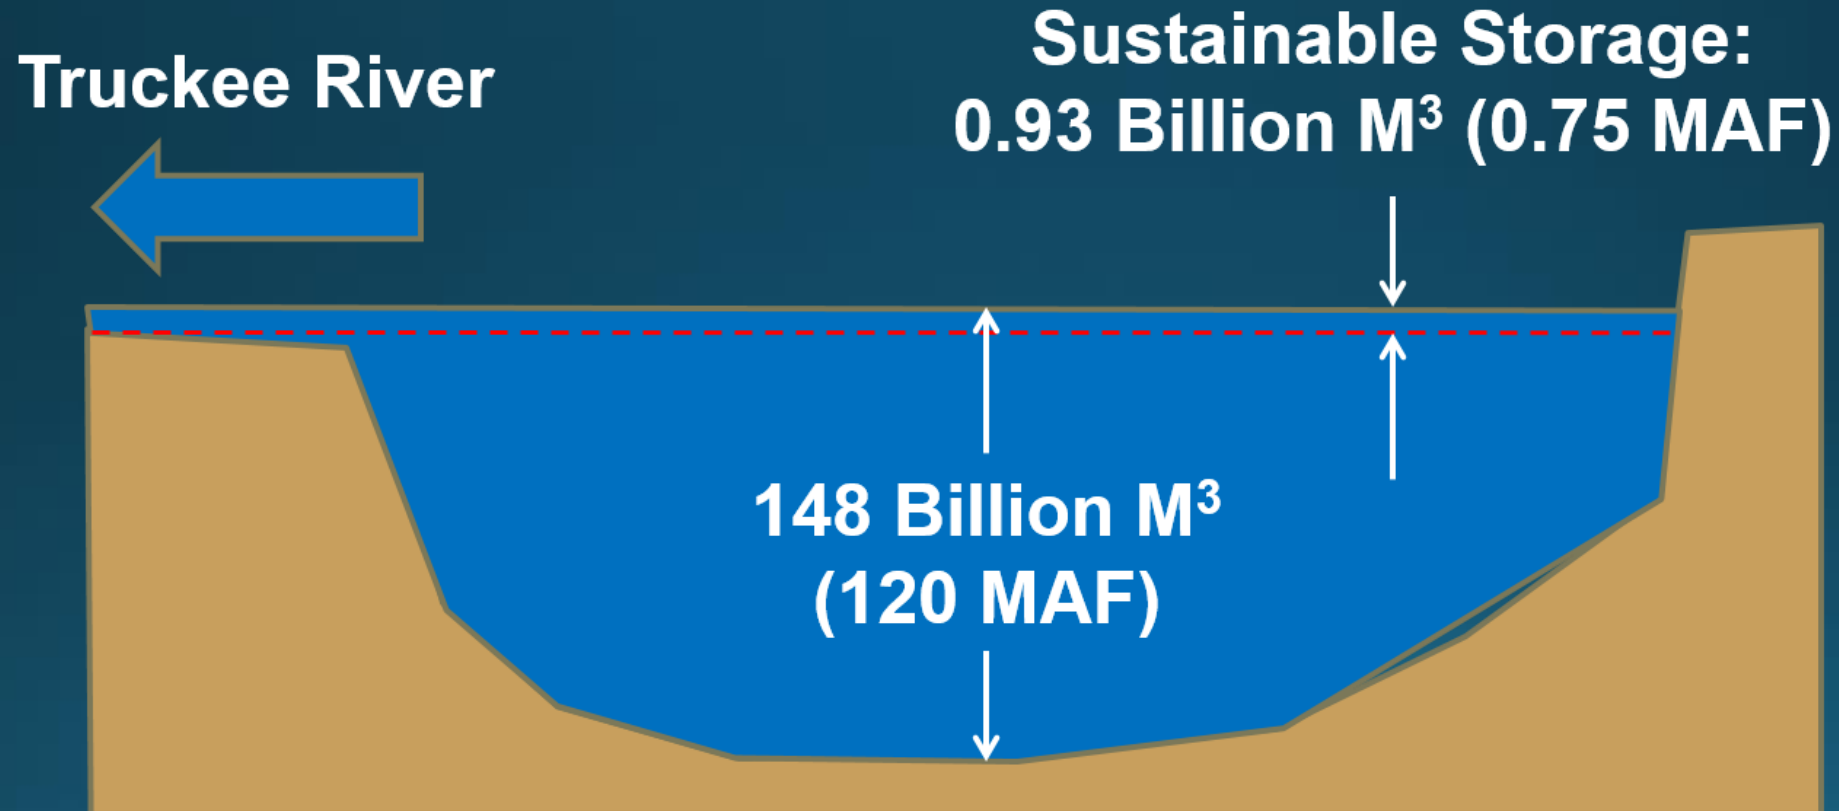 Truckee River
Sustainable Storage:
0.93 Billion M³ (0.75 MAF)
148 Billion M³
(120 MAF)